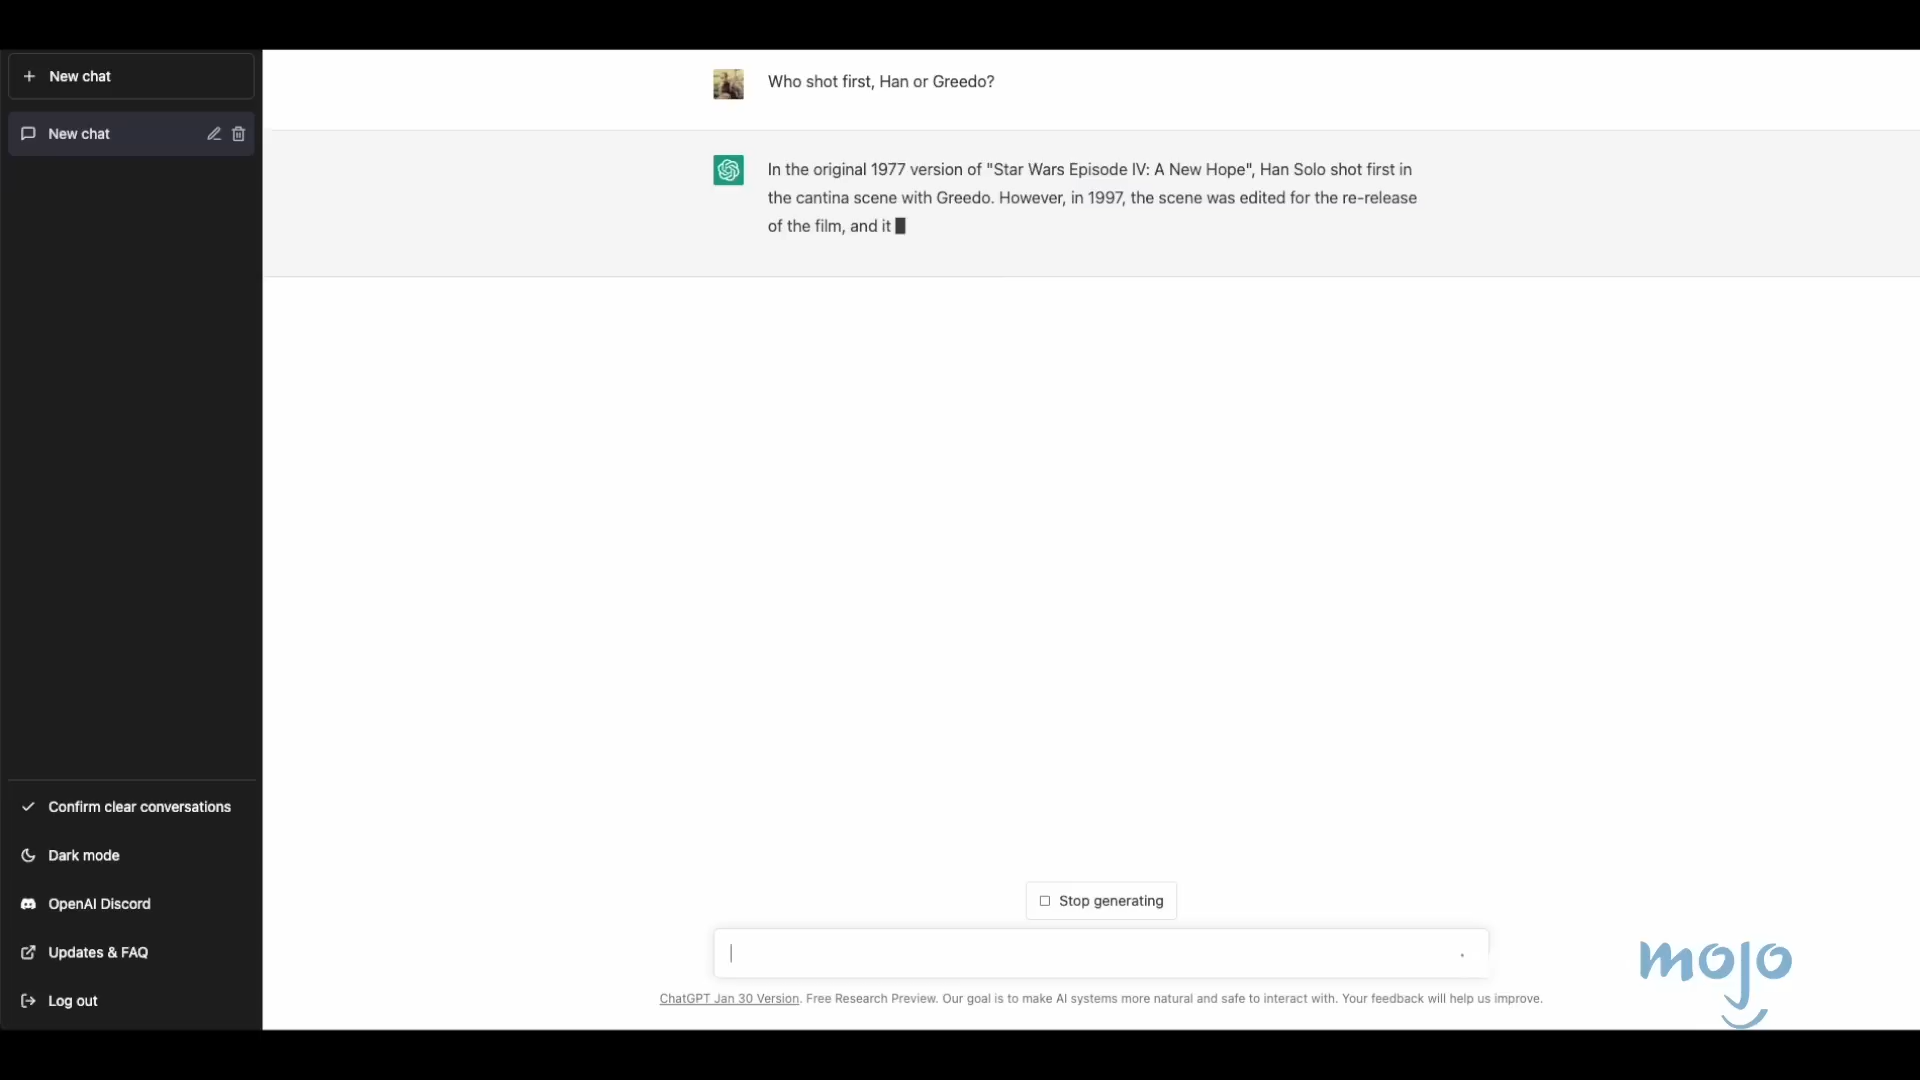 New chat
New chat
Who shot first, Han or Greedo?
In the original 1977 version of "Star Wars Episode IV: A New Hope", Han Solo shot first in
the cantina scene with Greedo. However, in 1997, the scene was edited for the re-release
of the film, and it
Confirm clear conversations
Dark mode
OpenAI Discord
Updates & FAQ
Log out
Stop generating
ChatGPT Jan 30 Version. Free Research Preview. Our goal is to make AI systems more natural and safe to interact with. Your feedback will help us improve.
mojo